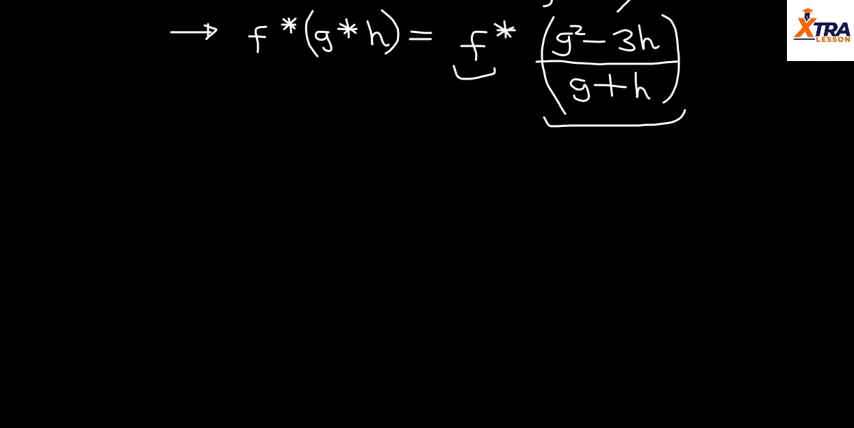 → f * (g * h) = f * (g² − 3h)/(g + h)
XTRA
LESSON